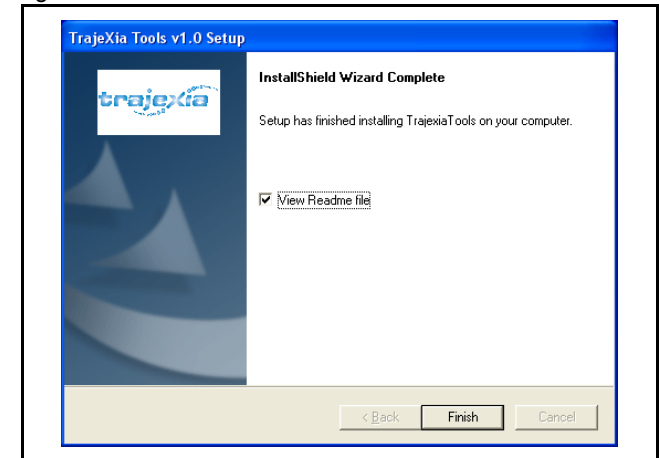 TrajeXia Tools v1.0 Setup
trajexia
InstallShield Wizard Complete
Setup has finished installing TrajexiaTools on your computer.
View Readme file
< Back
Finish
Cancel